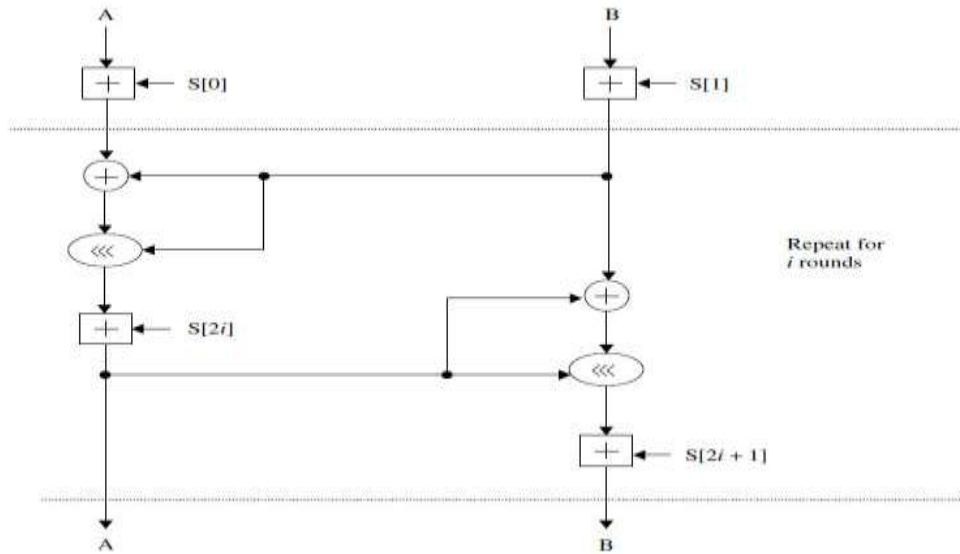 A B
+ S[0] + S[1]
+
<<<
Repeat for
i rounds
+
+ S[2i]
<<<
+ S[2i + 1]
A B